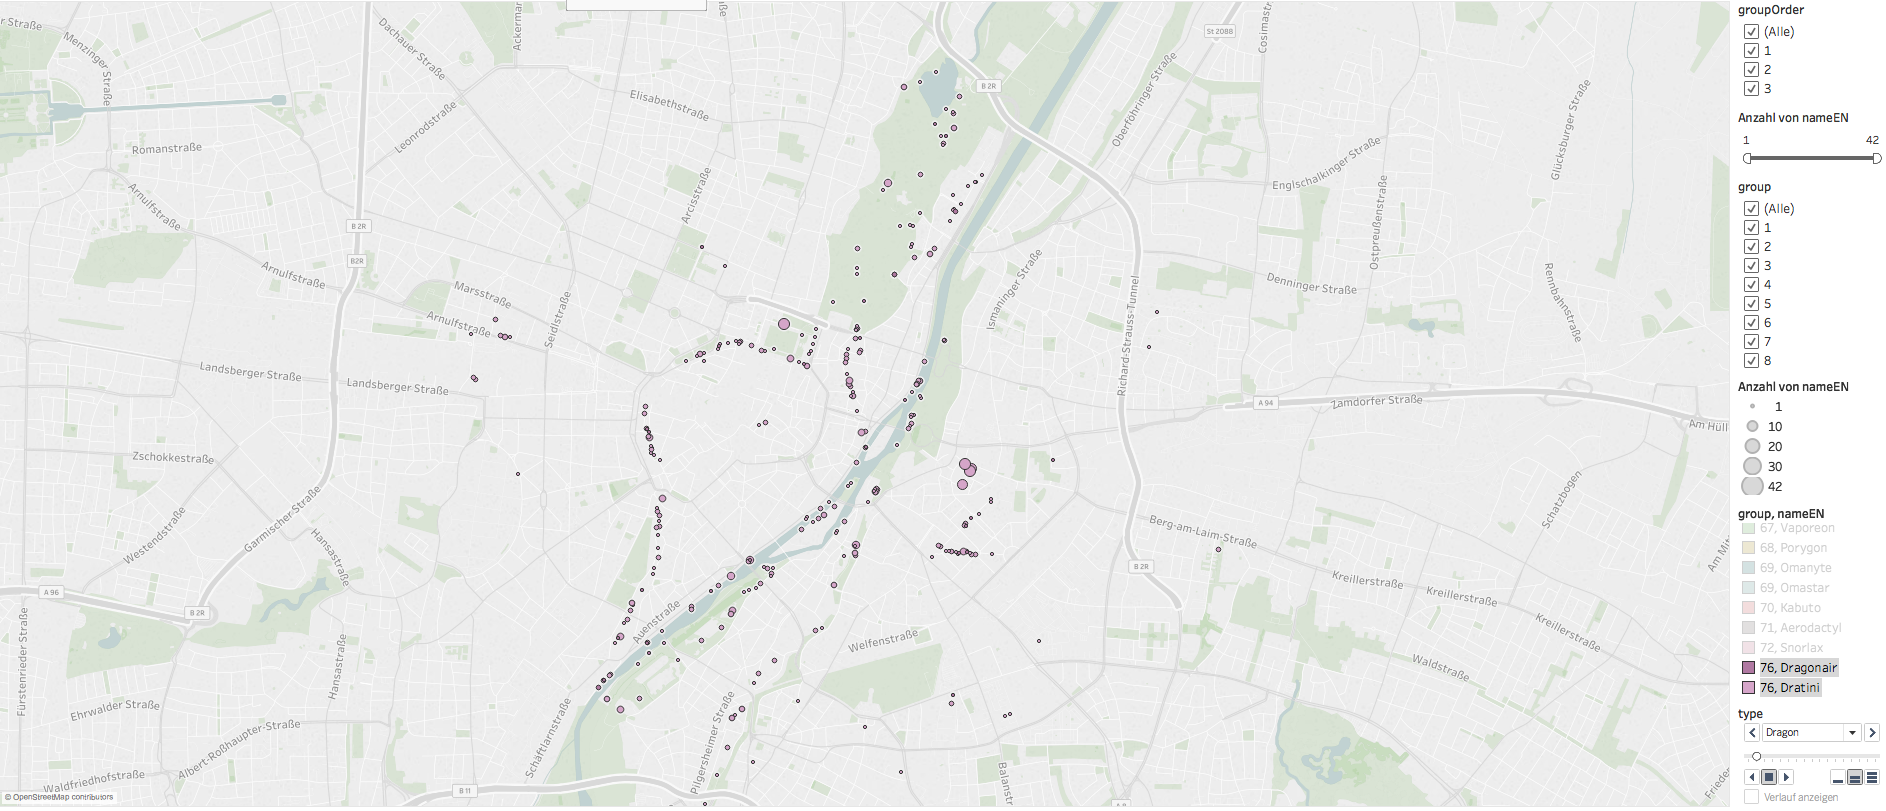 r Straße
Menzinger Straße
Dachauer Straße
Ackerman
ße
St 2088
Cosimastr
Elisabethstraße
B 2R
Oberföhringer Straße
Glücksburger Straße
Leonrodstraße
Romanstraße
Englschalkinger Straße
Arnulfstraße
Arcisstraße
Ostpreußenstraße
B 2R
B2R
Arnulfstraße
Marsstraße
Seidlstraße
Arnulfstraße
Ismaninger Straße
Richard-Strauss-Tunnel
Denninger Straße
Rennbahnstraße
Landsberger Straße
Landsberger Straße
A 94
Zamdorfer Straße
Am Hüll
Zschokkestraße
Westendstraße
Garmischer Straße
Hansastraße
Schatzbogen
Berg-am-Laim-Straße
Am Mit
B 2R
Kreillerstraße
Kreillerstraße
Kreillerstraße
A 96
B 2R
Fürstenrieder Straße
Auenstraße
Welfenstraße
Hansastraße
Waldstraße
Ehrwalder Straße
Albert-Roßhaupter-Straße
Schäftlarnstraße
Pilgersheimer Straße
Waldfriedhofstraße
B 11
Balanstr
Friede
© OpenStreetMap contributors
groupOrder
(Alle)
1
2
3
Anzahl von nameEN
1 42
group
(Alle)
1
2
3
4
5
6
7
8
Anzahl von nameEN
1
10
20
30
42
group, nameEN
67, Vaporeon
68, Porygon
69, Omanyte
69, Omastar
70, Kabuto
71, Aerodactyl
72, Snorlax
76, Dragonair
76, Dratini
type
Dragon
Verlauf anzeigen